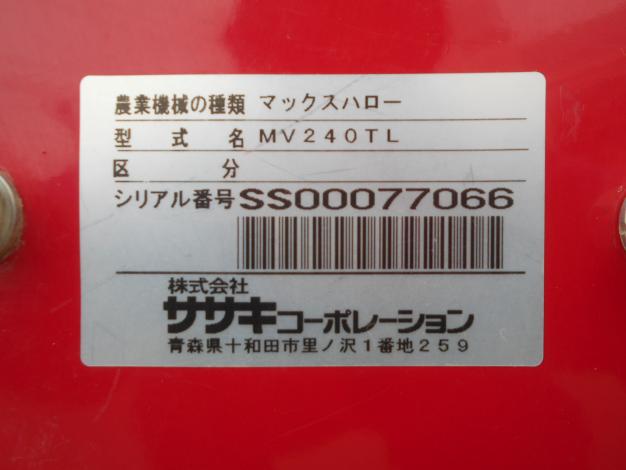 農業機械の種類 マックスハロー
型式名 MV240TL
区分
シリアル番号 SS00077066
株式会社
ササキコーポレーション
青森県十和田市里ノ沢1番地259